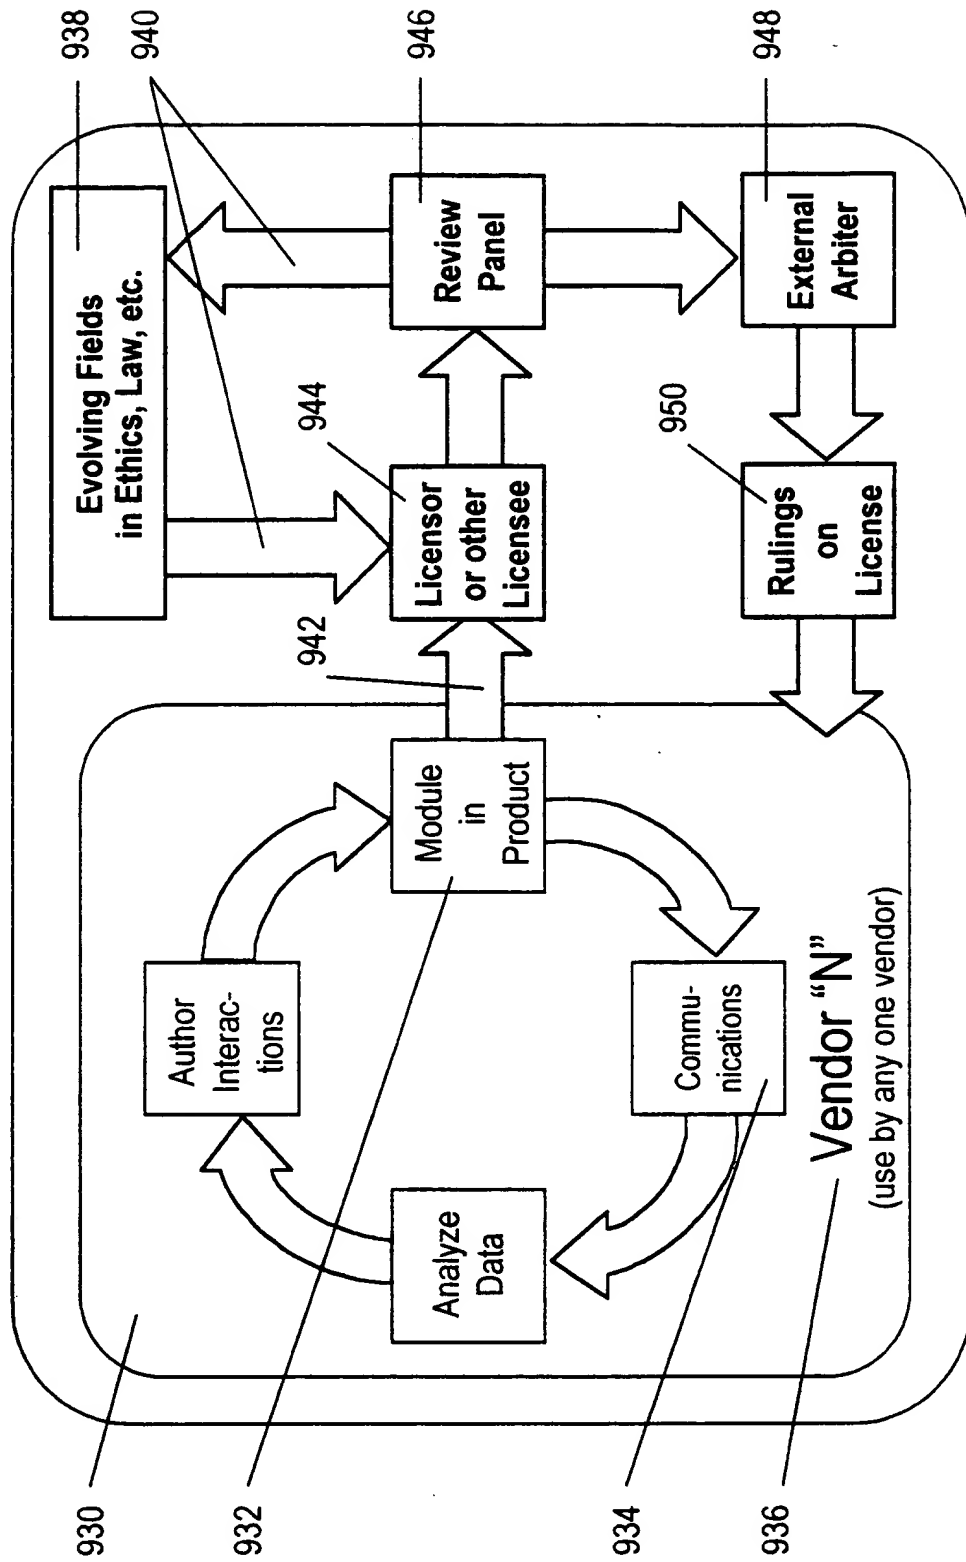 938
930
Evolving Fields
in Ethics, Law, etc.
940
Author
Interac-
tions
932
942
944
Analyze
Data
Module
in
Product
Licensor
or other
Licensee
Review
Panel
946
934
950
Commu-
nications
Rulings
on
License
External
Arbiter
948
936
Vendor “N”
(use by any one vendor)